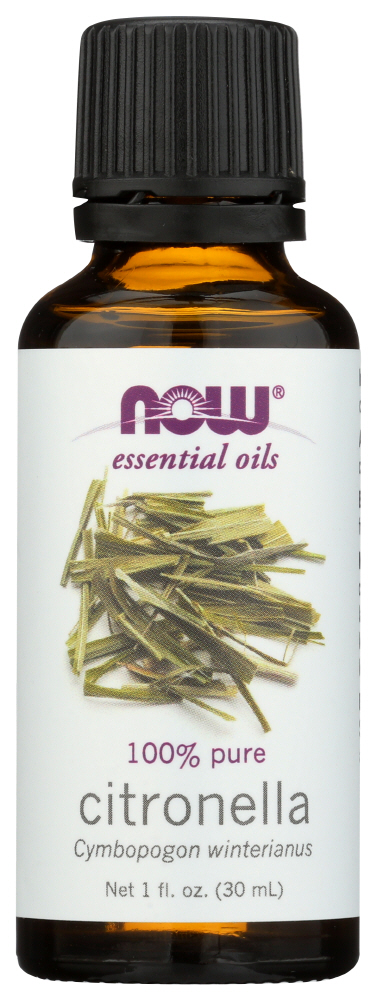 NOW®
essential oils
100% pure
citronella
Cymbopogon winterianus
Net 1 fl. oz. (30 mL)